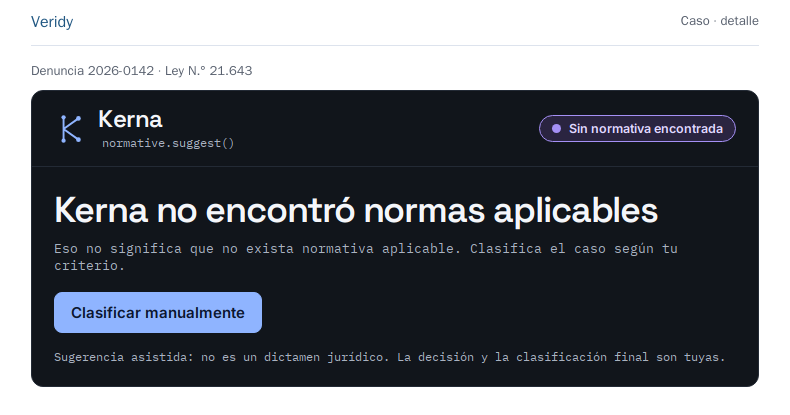 Veridy
Caso · detalle
Denuncia 2026-0142 · Ley N.° 21.643
Kerna
normative.suggest()
Sin normativa encontrada
Kerna no encontró normas aplicables
Eso no significa que no exista normativa aplicable. Clasifica el caso según tu
criterio.
Clasificar manualmente
Sugerencia asistida: no es un dictamen jurídico. La decisión y la clasificación final son tuyas.